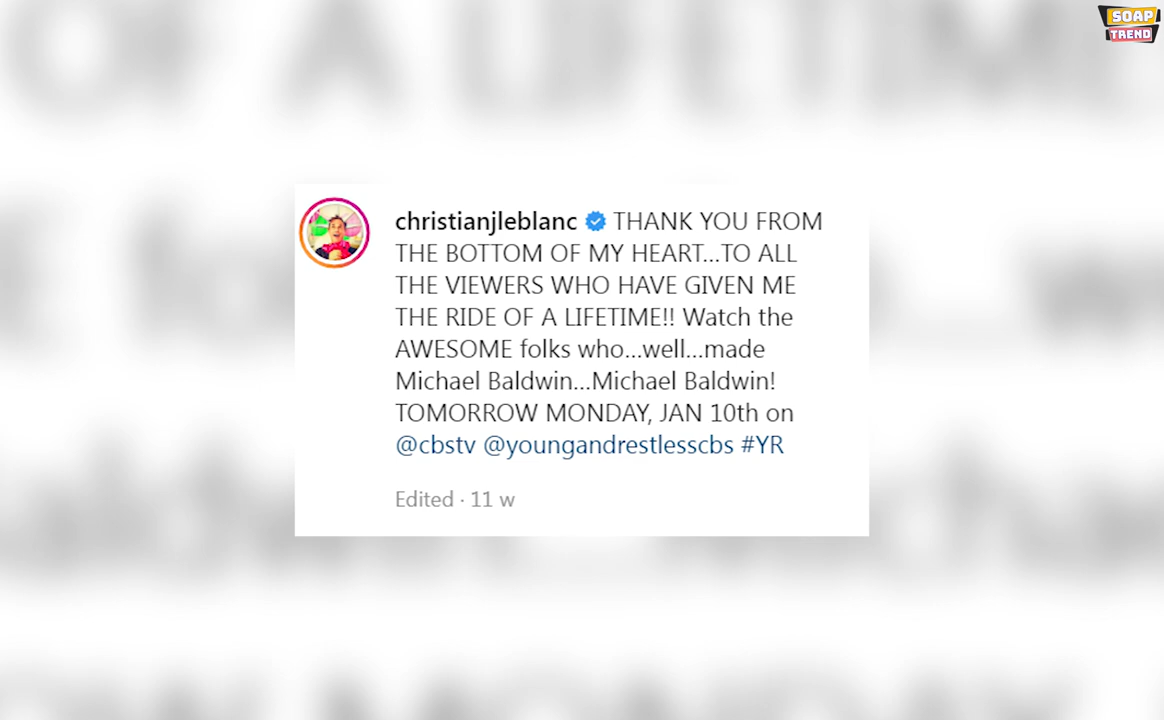 SOAP
TREND
christianjleblanc THANK YOU FROM
THE BOTTOM OF MY HEART...TO ALL
THE VIEWERS WHO HAVE GIVEN ME
THE RIDE OF A LIFETIME!! Watch the
AWESOME folks who...well...made
Michael Baldwin...Michael Baldwin!
TOMORROW MONDAY, JAN 10th on
@cbstv @youngandrestlesscbs #YR
Edited · 11 w